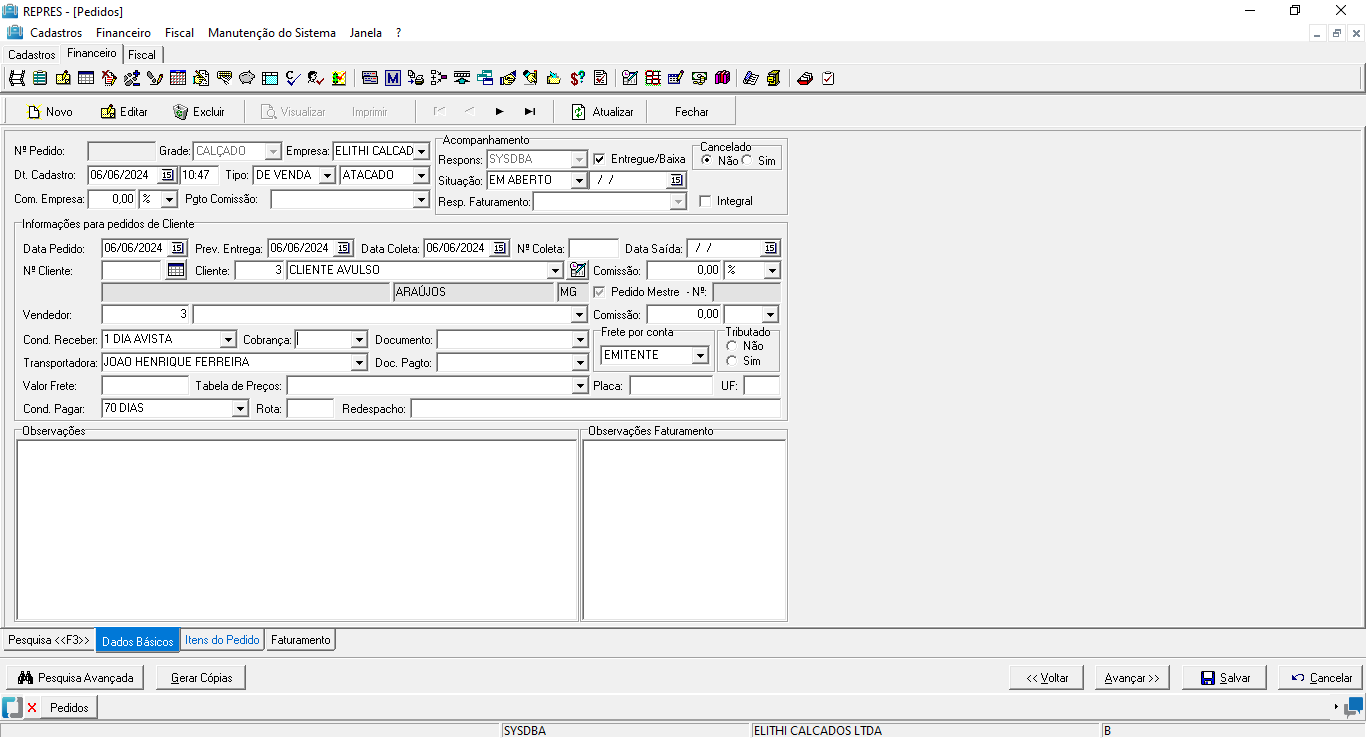 REPRES - [Pedidos]
Cadastros Financeiro Fiscal Manutenção do Sistema Janela ?
Cadastros Financeiro Fiscal
Novo Editar Excluir Visualizar Imprimir Atualizar Fechar
Acompanhamento
Nº Pedido: Grade: CALÇADO Empresa: ELITHI CALCAD Respons: SYSDBA Entregue/Baixa Cancelado Não Sim
Dt. Cadastro: 06/06/2024 15 10:47 Tipo: DE VENDA ATACADO Situação: EM ABERTO / / 15
Com. Empresa: 0,00 % Pgto Comissão: Resp. Faturamento: Integral
Informações para pedidos de Cliente
Data Pedido: 06/06/2024 15 Prev. Entrega: 06/06/2024 15 Data Coleta: 06/06/2024 15 Nº Coleta: Data Saída: / / 15
Nº Cliente: Cliente: 3 CLIENTE AVULSO Comissão: 0,00 %
ARAÚJOS MG Pedido Mestre - Nº:
Vendedor: 3 Comissão: 0,00
Cond. Receber: 1 DIA AVISTA Cobrança: Documento: Frete por conta Tributado
Não
Transportadora: JOAO HENRIQUE FERREIRA Doc. Pagto: EMITENTE Sim
Valor Frete: Tabela de Preços: Placa: UF:
Cond. Pagar: 70 DIAS Rota: Redespacho:
Observações Observações Faturamento
Pesquisa <<F3>> Dados Básicos Itens do Pedido Faturamento
Pesquisa Avançada Gerar Cópias << Voltar Avançar >> Salvar Cancelar
Pedidos
SYSDBA ELITHI CALCADOS LTDA B